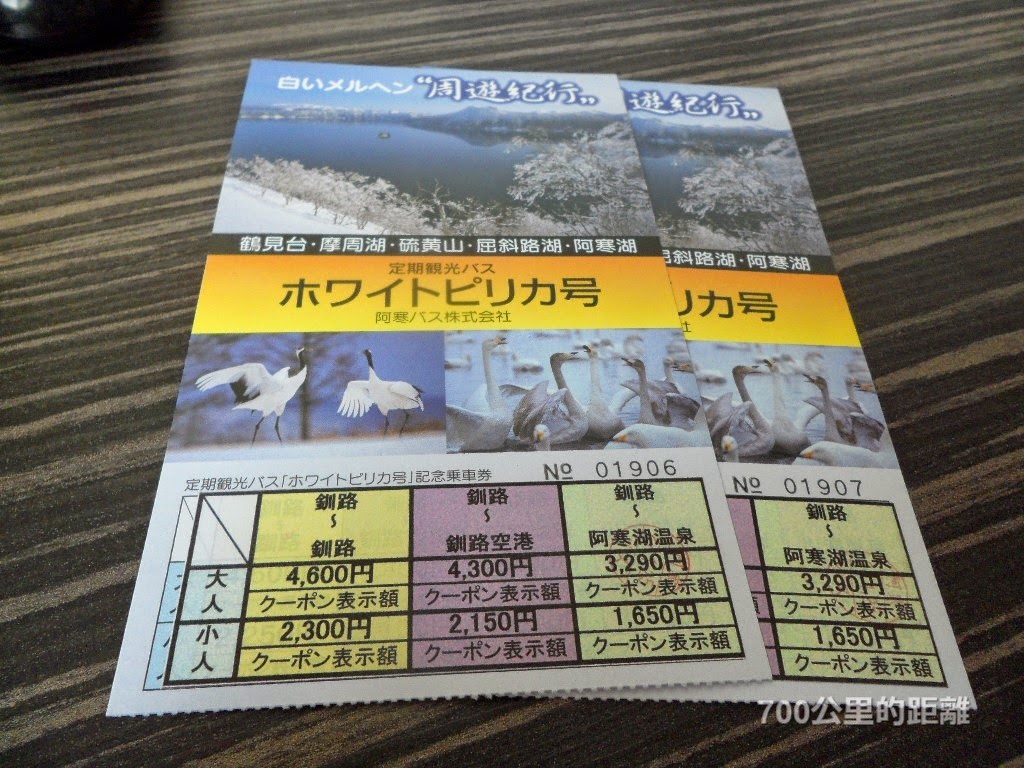 白いメルヘン“周遊紀行„
鶴見台・摩周湖・硫黄山・屈斜路湖・阿寒湖
定期観光バス
ホワイトピリカ号
阿寒バス株式会社
定期観光バス「ホワイトピリカ号」記念乗車券 № 01906
釧路～釧路 釧路～釧路空港 釧路～阿寒湖温泉
大人 4,600円 4,300円 3,290円
クーポン表示額 クーポン表示額 クーポン表示額
小人 2,300円 2,150円 1,650円
クーポン表示額 クーポン表示額 クーポン表示額
遊紀行„
屈斜路湖・阿寒湖
リカ号
社
№ 01907
釧路～阿寒湖温泉
3,290円
クーポン表示額
1,650円
クーポン表示額
700公里的距離